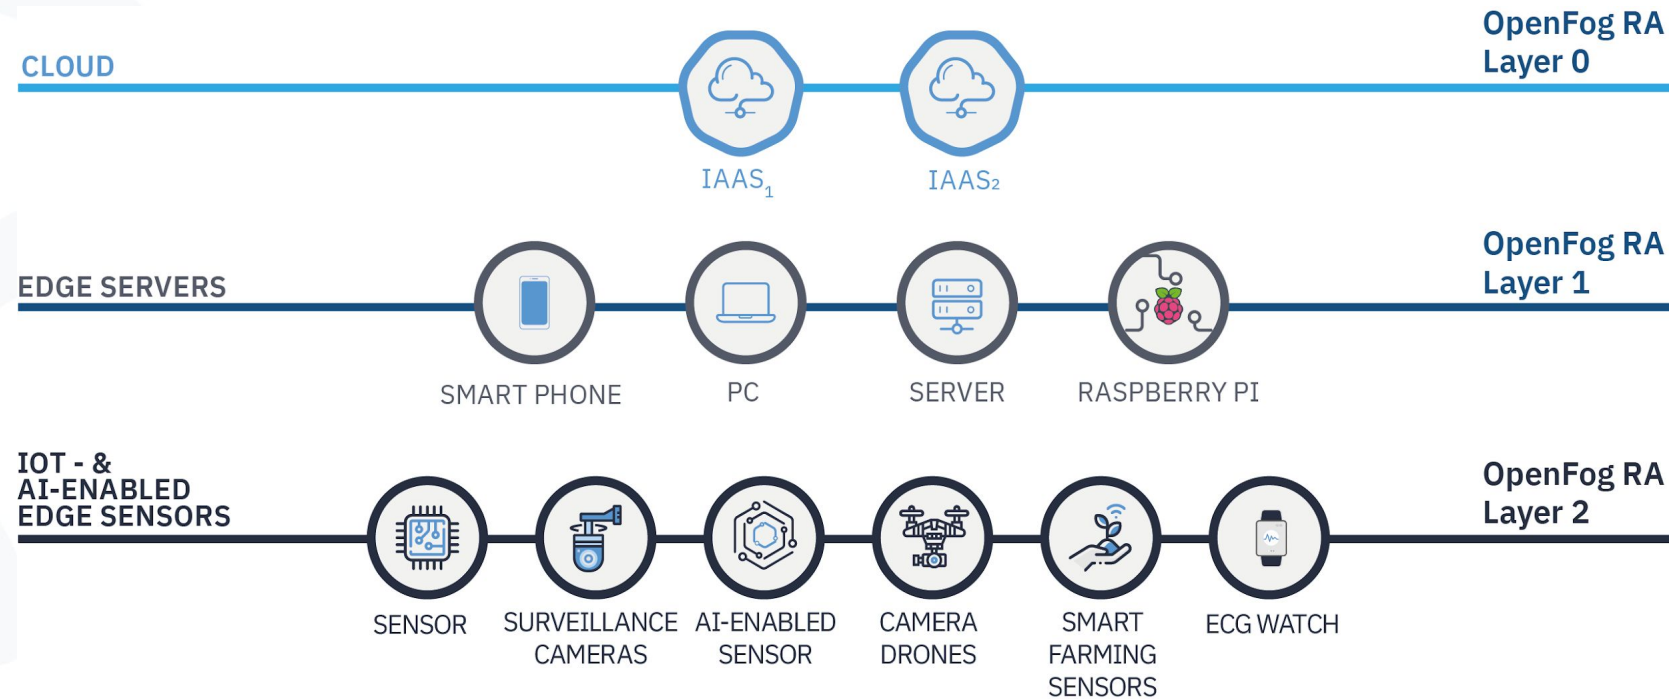 OpenFog RA
Layer 0
CLOUD
IAAS₁
IAAS₂
OpenFog RA
Layer 1
EDGE SERVERS
SMART PHONE
PC
SERVER
RASPBERRY PI
IOT - &
AI-ENABLED
EDGE SENSORS
OpenFog RA
Layer 2
SENSOR
SURVEILLANCE
CAMERAS
AI-ENABLED
SENSOR
CAMERA
DRONES
SMART
FARMING
SENSORS
ECG WATCH